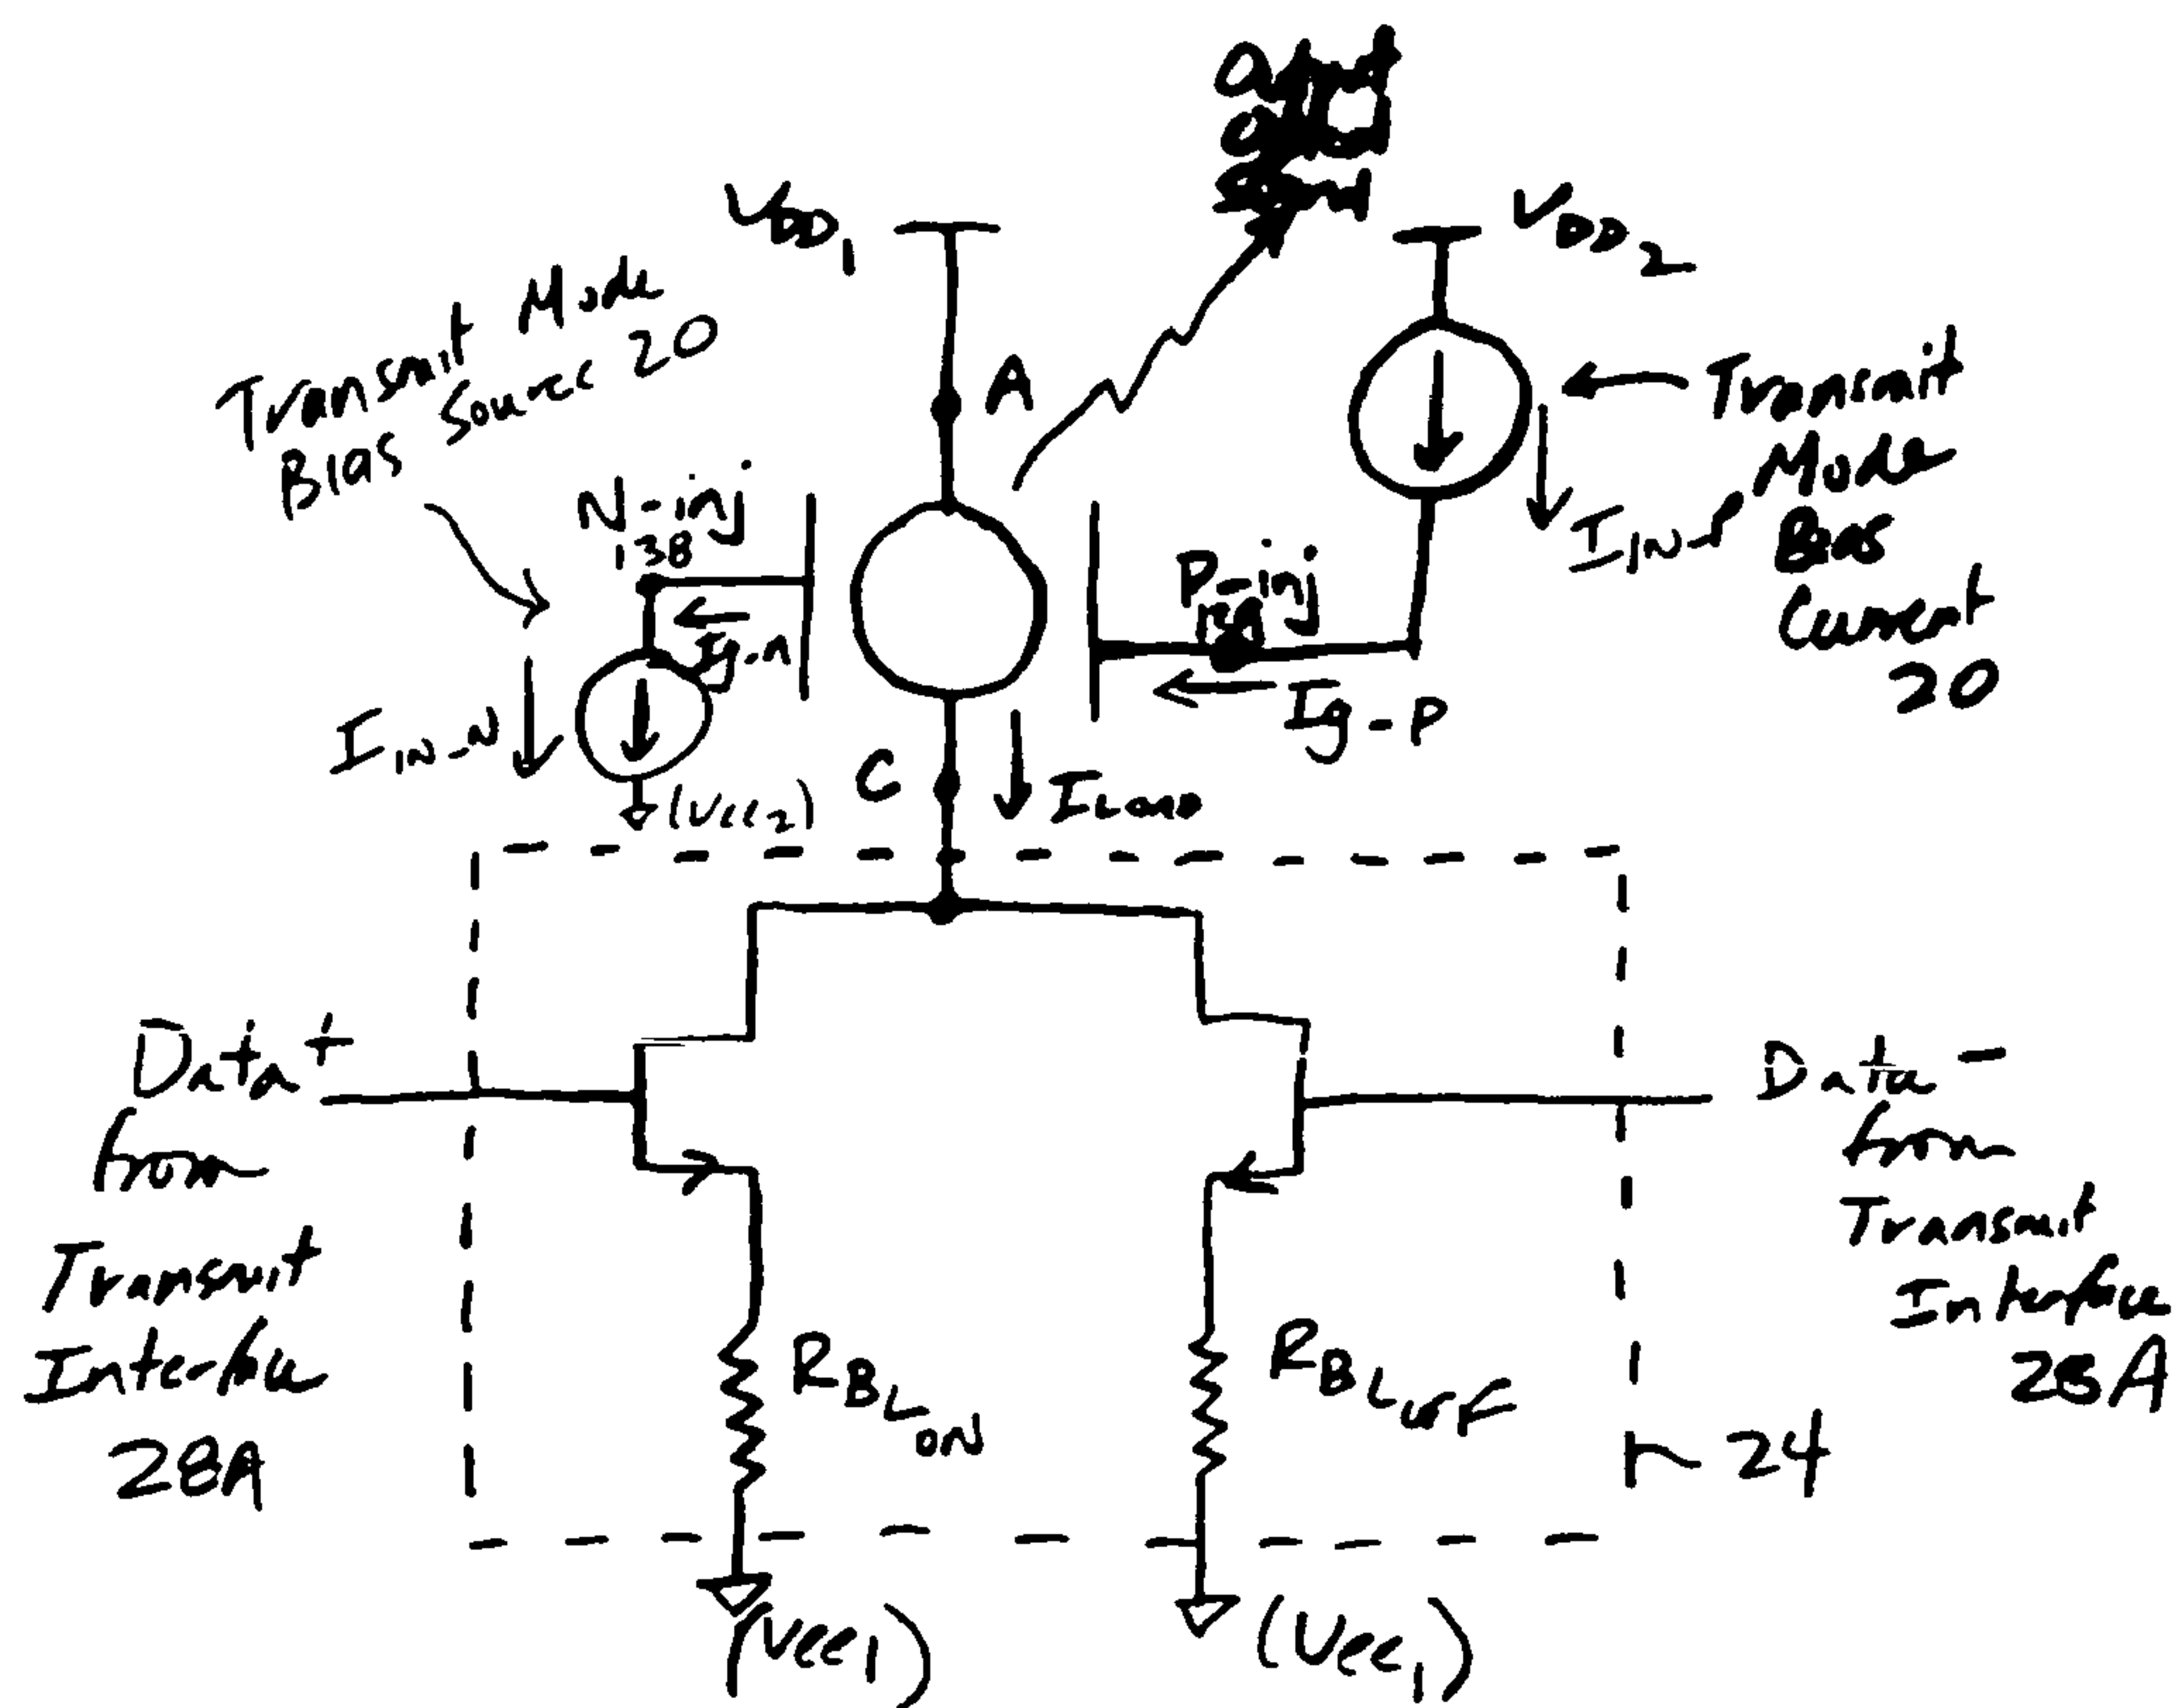 VDD1
VDD2
Transmit Mode
Bias Source 20
A
Transmit
Mode
Bias
Current
20
N-inj
138
P-inj
IIN-P
Ig-n
Ig-P
IIN-N
C
ILOAD
(VCC2)
Data+
from
Transmit
Interface
28A
Data-
from
Transmit
Interface
28A
RBLON
RBLOFF
24
(VCC1)
(VCC1)